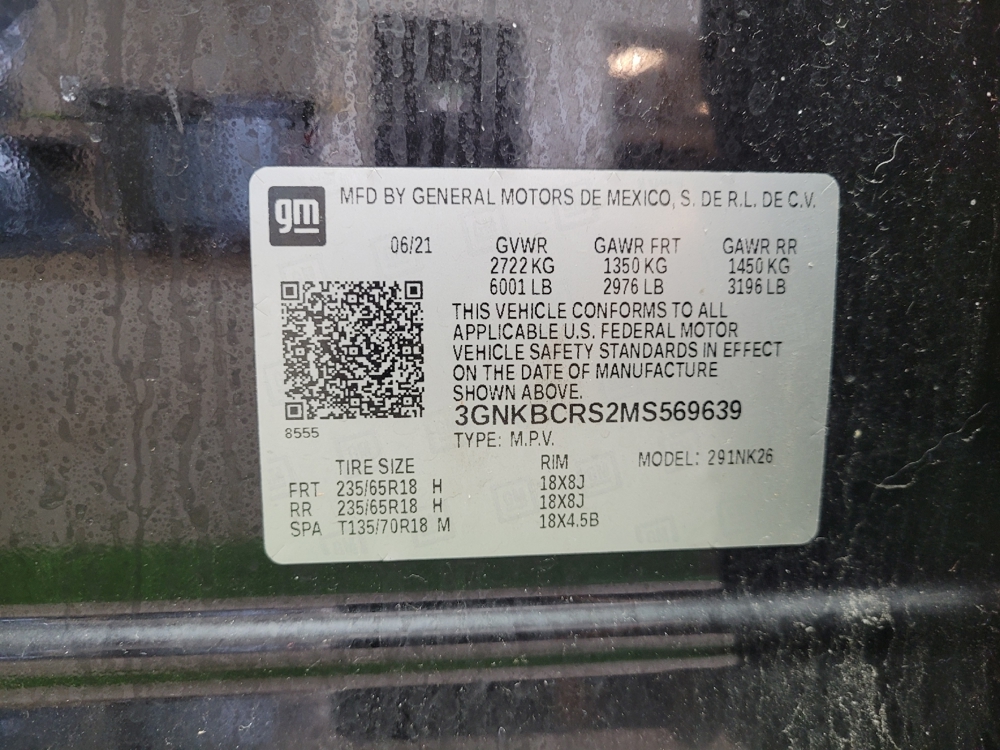 gm
MFD BY GENERAL MOTORS DE MEXICO, S. DE R.L. DE C.V.
06/21 GVWR GAWR FRT GAWR RR
2722 KG 1350 KG 1450 KG
6001 LB 2976 LB 3196 LB
THIS VEHICLE CONFORMS TO ALL
APPLICABLE U.S. FEDERAL MOTOR
VEHICLE SAFETY STANDARDS IN EFFECT
ON THE DATE OF MANUFACTURE
SHOWN ABOVE.
3GNKBCRS2MS569639
8555
TYPE: M.P.V.
MODEL: 291NK26
TIRE SIZE RIM
FRT 235/65R18 H 18X8J
RR 235/65R18 H 18X8J
SPA T135/70R18 M 18X4.5B